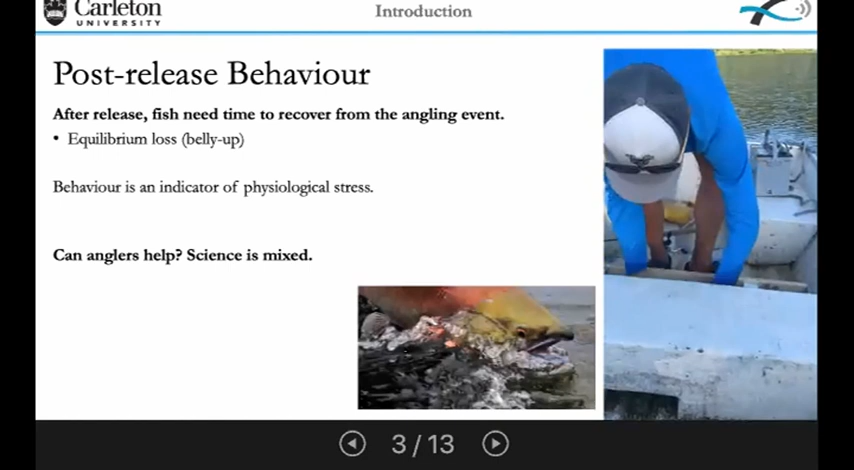 Carleton
UNIVERSITY
Introduction
Post-release Behaviour
After release, fish need time to recover from the angling event.
• Equilibrium loss (belly-up)
Behaviour is an indicator of physiological stress.
Can anglers help? Science is mixed.
3/13